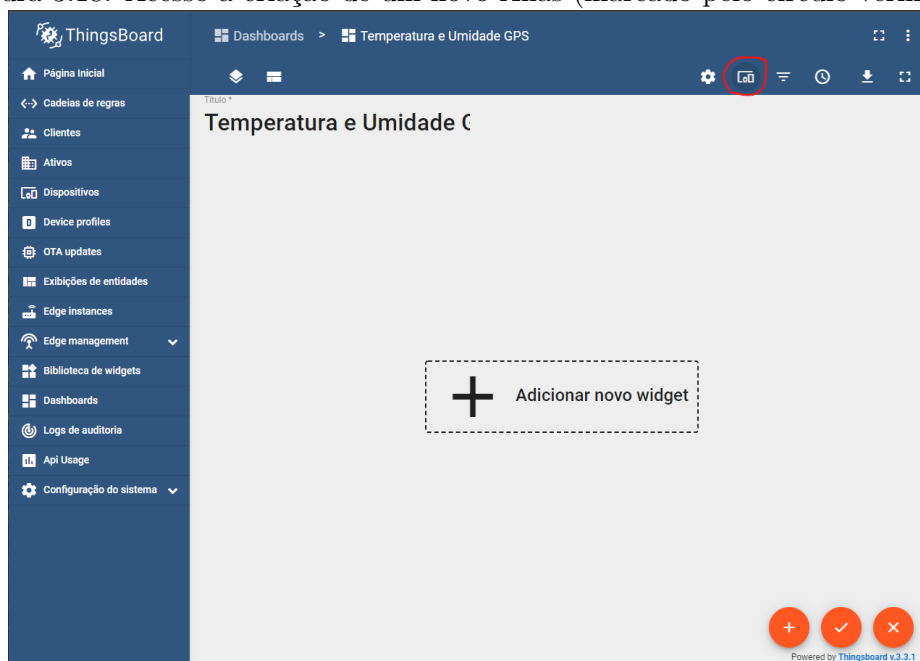 ThingsBoard
Dashboards > Temperatura e Umidade GPS
Página Inicial
Cadeias de regras
Clientes
Ativos
Dispositivos
Device profiles
OTA updates
Exibições de entidades
Edge instances
Edge management
Biblioteca de widgets
Dashboards
Logs de auditoria
Api Usage
Configuração do sistema
Título *
Temperatura e Umidade
Adicionar novo widget
Powered by Thingsboard v.3.3.1